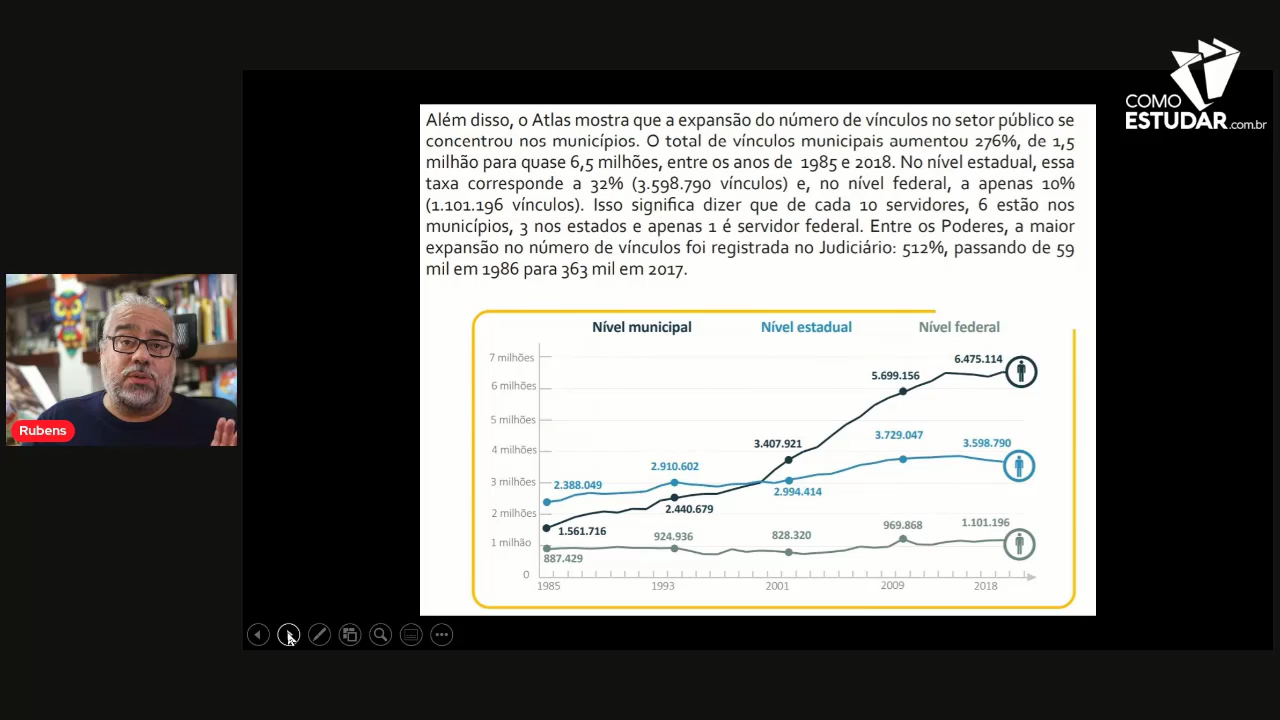 COMO
ESTUDAR.com.br
Além disso, o Atlas mostra que a expansão do número de vínculos no setor público se
concentrou nos municípios. O total de vínculos municipais aumentou 276%, de 1,5
milhão para quase 6,5 milhões, entre os anos de 1985 e 2018. No nível estadual, essa
taxa corresponde a 32% (3.598.790 vínculos) e, no nível federal, a apenas 10%
(1.101.196 vínculos). Isso significa dizer que de cada 10 servidores, 6 estão nos
municípios, 3 nos estados e apenas 1 é servidor federal. Entre os Poderes, a maior
expansão no número de vínculos foi registrada no Judiciário: 512%, passando de 59
mil em 1986 para 363 mil em 2017.
Nível municipal Nível estadual Nível federal
7 milhões
6 milhões
5 milhões
4 milhões
3 milhões
2 milhões
1 milhão
0
6.475.114
5.699.156
3.407.921
2.440.679
1.561.716
2.388.049
2.910.602
2.994.414
3.729.047
3.598.790
887.429
924.936
828.320
969.868
1.101.196
1985 1993 2001 2009 2018
Rubens